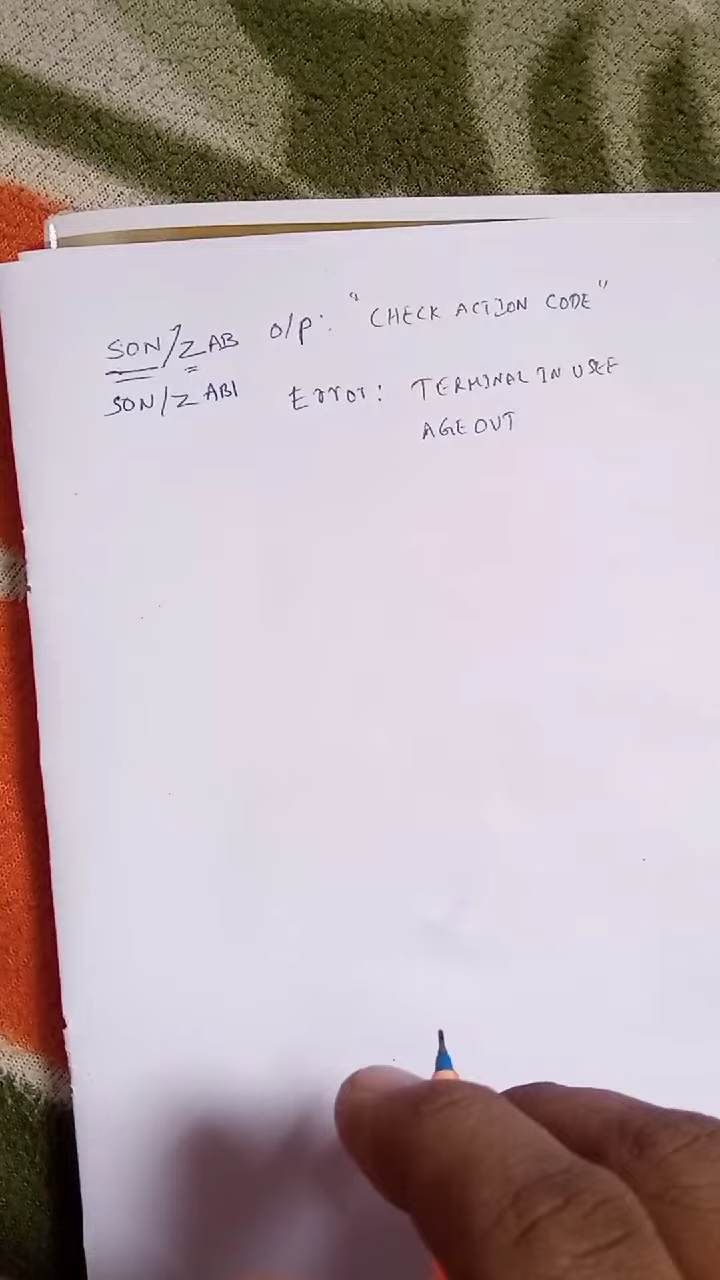 SON/ZAB O/P: "CHECK ACTION CODE"
SON/ZABI Error: TERMINAL IN USE
AGE OUT